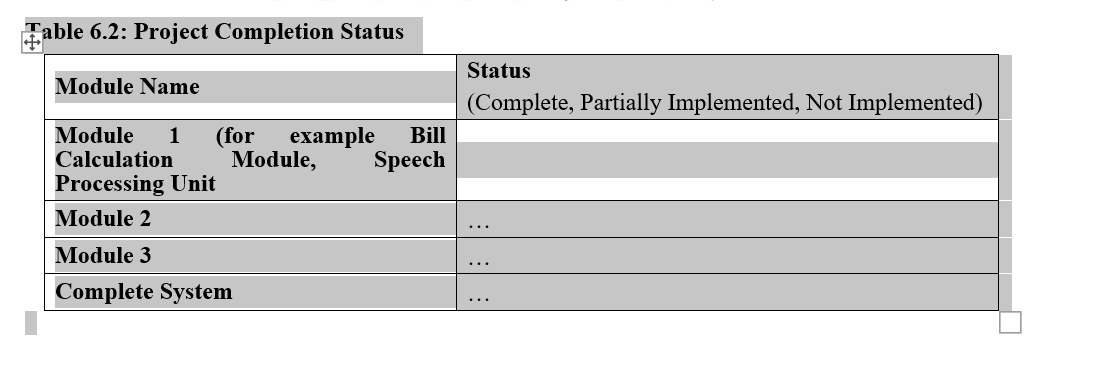 Table 6.2: Project Completion Status
Module Name
Status
(Complete, Partially Implemented, Not Implemented)
Module 1 (for example Bill
Calculation Module, Speech
Processing Unit
Module 2
...
Module 3
...
Complete System
...